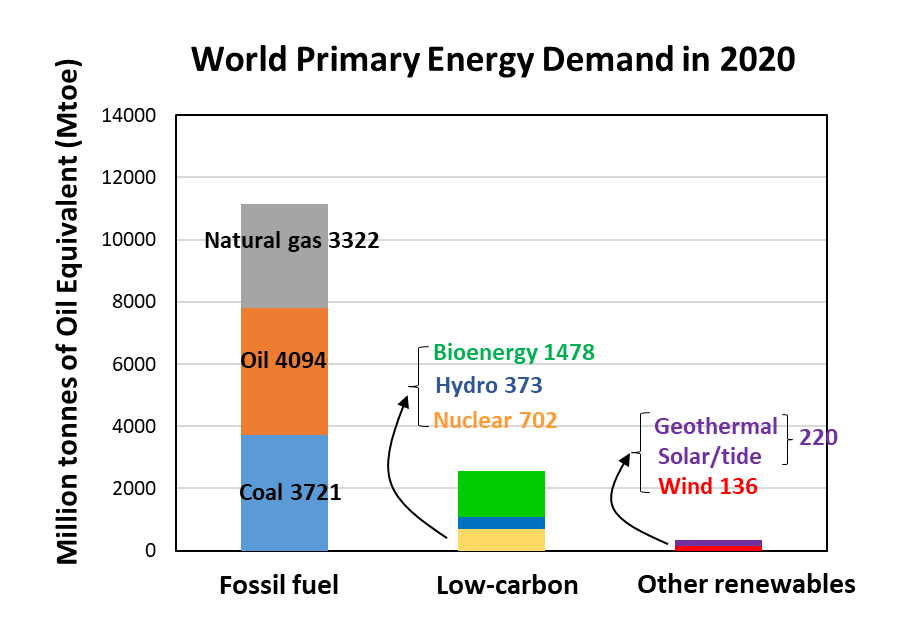 World Primary Energy Demand in 2020
Million tonnes of Oil Equivalent (Mtoe)
14000
12000
10000
8000
6000
4000
2000
0
Natural gas 3322
Oil 4094
Coal 3721
Bioenergy 1478
Hydro 373
Nuclear 702
Geothermal
Solar/tide
220
Wind 136
Fossil fuel
Low-carbon
Other renewables